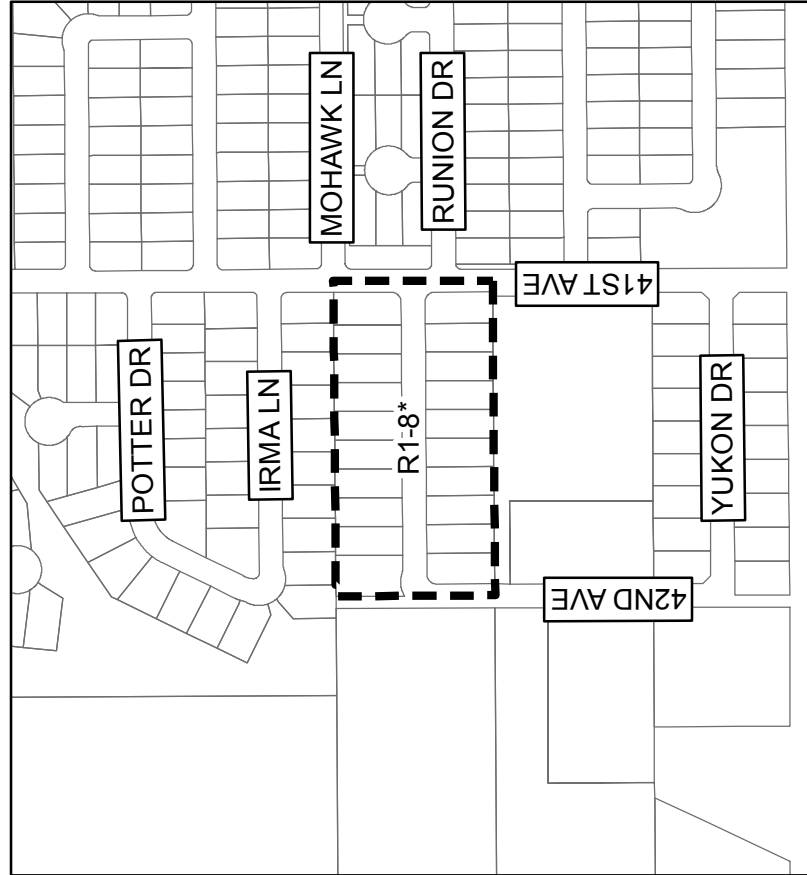 MOHAWK LN
RUNION DR
41ST AVE
POTTER DR
IRMA LN
R1-8*
YUKON DR
42ND AVE